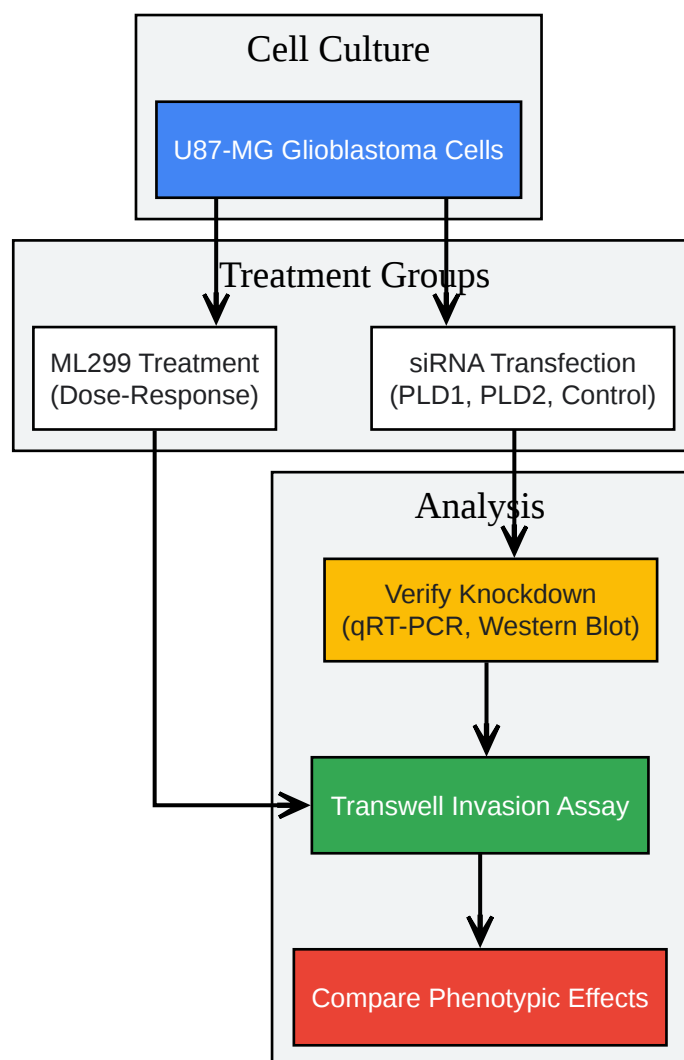 Cell Culture
U87-MG Glioblastoma Cells
Treatment Groups
ML299 Treatment
(Dose-Response)
siRNA Transfection
(PLD1, PLD2, Control)
Analysis
Verify Knockdown
(qRT-PCR, Western Blot)
Transwell Invasion Assay
Compare Phenotypic Effects